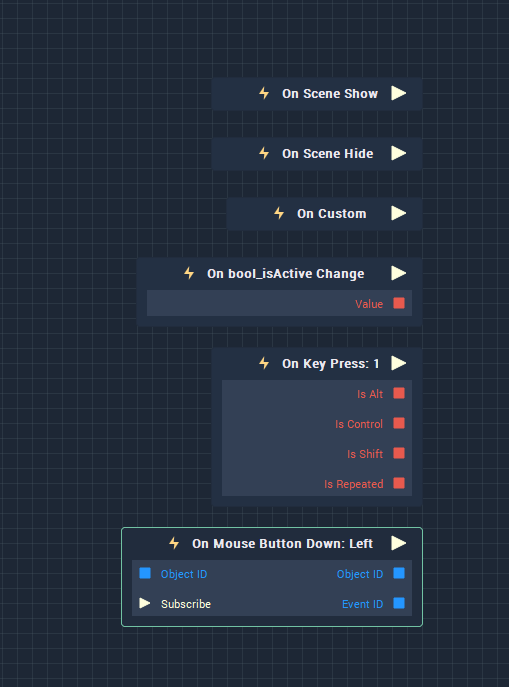 On Scene Show
On Scene Hide
On Custom
On bool_isActive Change
Value
On Key Press: 1
Is Alt
Is Control
Is Shift
Is Repeated
On Mouse Button Down: Left
Object ID Object ID
Subscribe Event ID